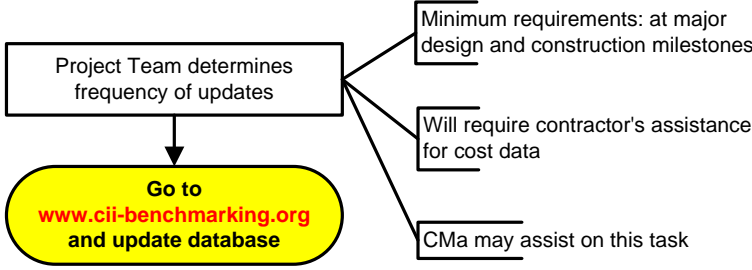 Project Team determines
frequency of updates
Go to
www.cii-benchmarking.org
and update database
Minimum requirements: at major
design and construction milestones
Will require contractor's assistance
for cost data
CMa may assist on this task